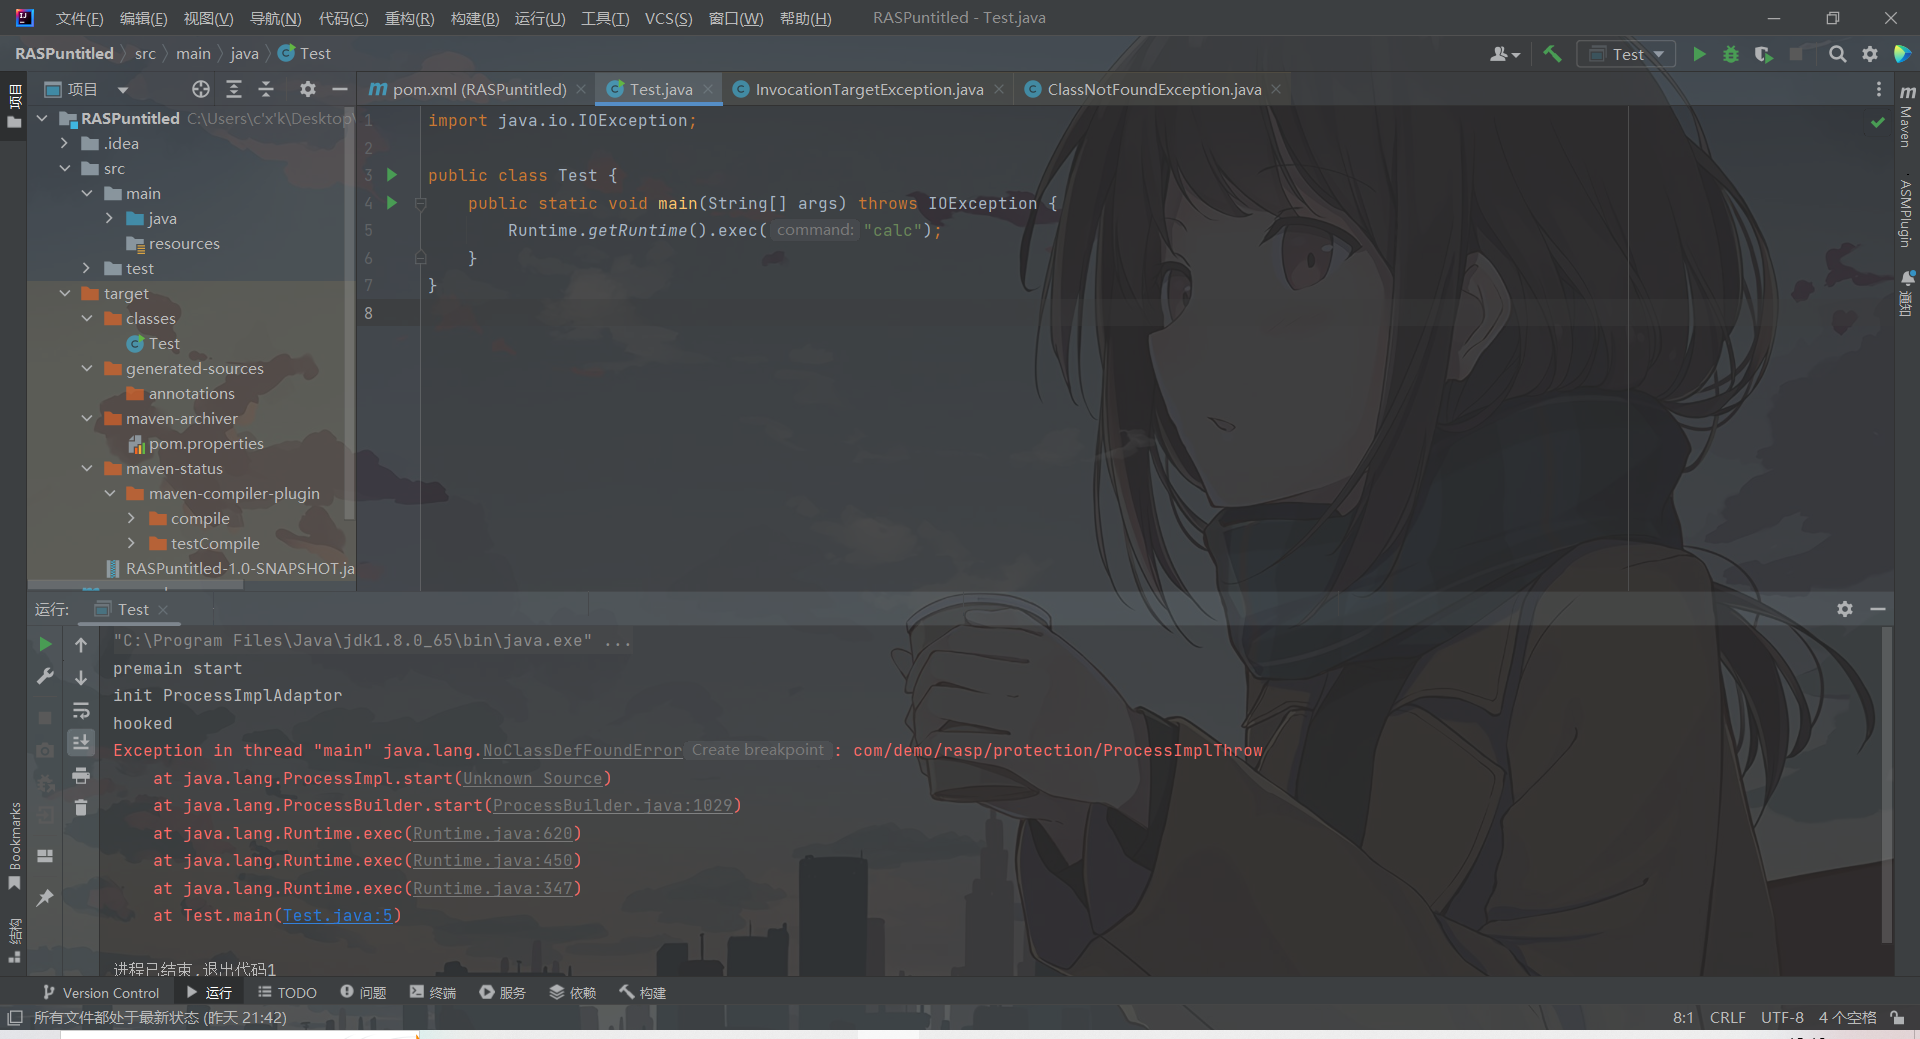 文件(F) 编辑(E) 视图(V) 导航(N) 代码(C) 重构(R) 构建(B) 运行(U) 工具(T) VCS(S) 窗口(W) 帮助(H) RASPuntitled - Test.java
RASPuntitled src main java Test
Test
项目
pom.xml (RASPuntitled) Test.java InvocationTargetException.java ClassNotFoundException.java
项目
RASPuntitled C:\Users\c'x'k\Desktop\
.idea
src
main
java
resources
test
target
classes
Test
generated-sources
annotations
maven-archiver
pom.properties
maven-status
maven-compiler-plugin
compile
testCompile
RASPuntitled-1.0-SNAPSHOT.ja
1 import java.io.IOException;
2
3 public class Test {
4 public static void main(String[] args) throws IOException {
5 Runtime.getRuntime().exec( command: "calc");
6 }
7 }
8
Maven
ASMPlugin
通知
运行: Test
"C:\Program Files\Java\jdk1.8.0_65\bin\java.exe" ...
premain start
init ProcessImplAdaptor
hooked
Exception in thread "main" java.lang.NoClassDefFoundError Create breakpoint : com/demo/rasp/protection/ProcessImplThrow
at java.lang.ProcessImpl.start(Unknown Source)
at java.lang.ProcessBuilder.start(ProcessBuilder.java:1029)
at java.lang.Runtime.exec(Runtime.java:620)
at java.lang.Runtime.exec(Runtime.java:450)
at java.lang.Runtime.exec(Runtime.java:347)
at Test.main(Test.java:5)
进程已结束,退出代码1
Bookmarks
结构
Version Control 运行 TODO 问题 终端 服务 依赖 构建
所有文件都处于最新状态 (昨天 21:42)
8:1 CRLF UTF-8 4 个空格